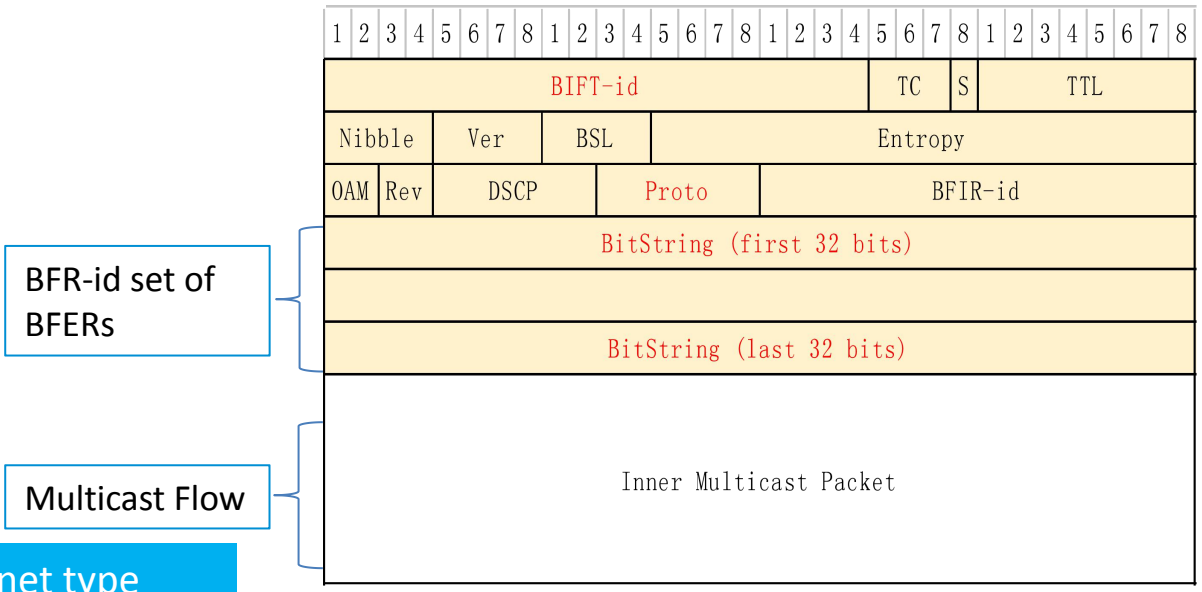 1 2 3 4 5 6 7 8 1 2 3 4 5 6 7 8 1 2 3 4 5 6 7 8 1 2 3 4 5 6 7 8
BIFT-id TC S TTL
Nibble Ver BSL Entropy
OAM Rev DSCP Proto BFIR-id
BitString (first 32 bits)
BFR-id set of
BFERs
BitString (last 32 bits)
Inner Multicast Packet
Multicast Flow
net type